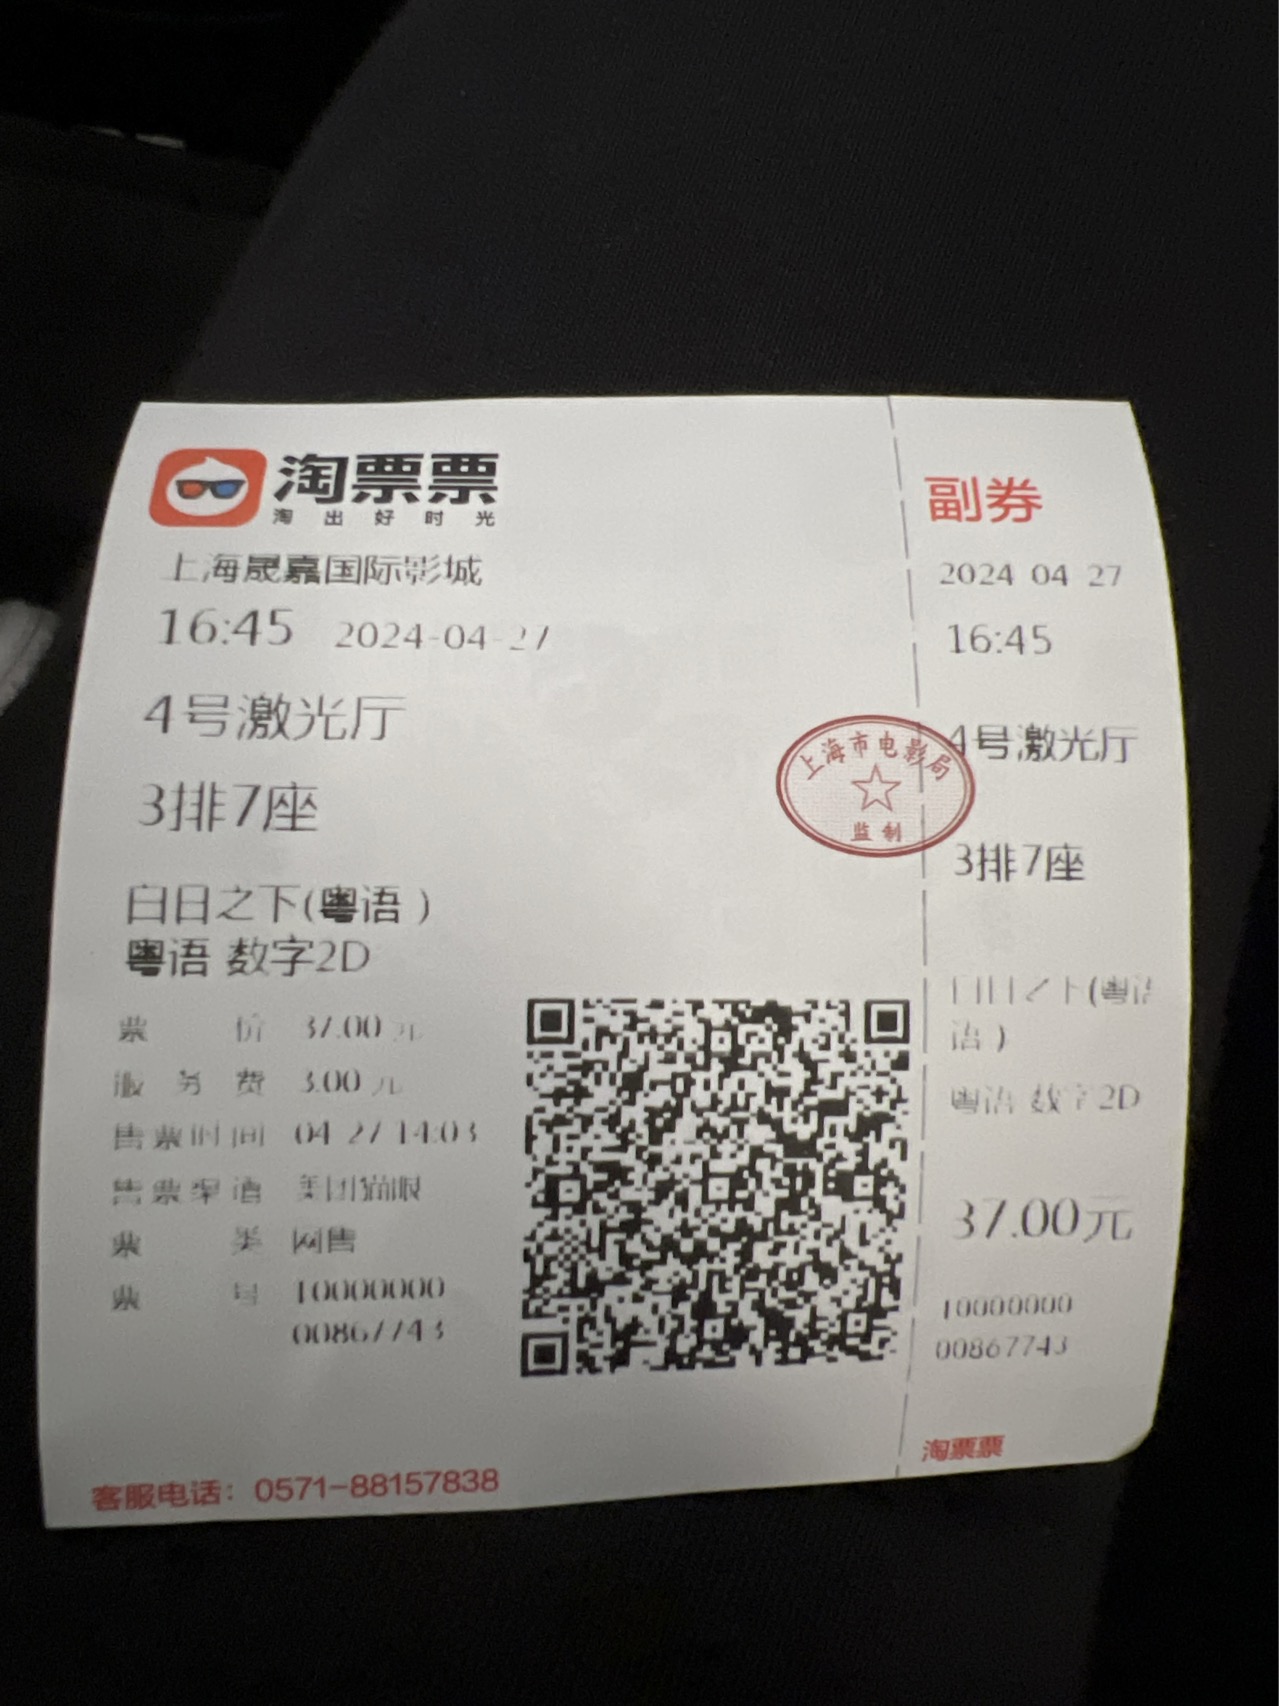 淘票票
淘出好时光
上海晟嘉国际影城
16:45 2024-04-27
4号激光厅
3排7座
白日之下(粤语)
粤语 数字2D
票价 37.00元
服务费 3.00元
售票时间 04-27 14:03
售票渠道 美团猫眼
票类 网售
票号 10000000
00867743
客服电话：0571-88157838
上海市电影局
监制
副券
2024 04 27
16:45
4号激光厅
3排7座
白日之下(粤语
语)
粤语 数字2D
37.00元
10000000
00867743
淘票票